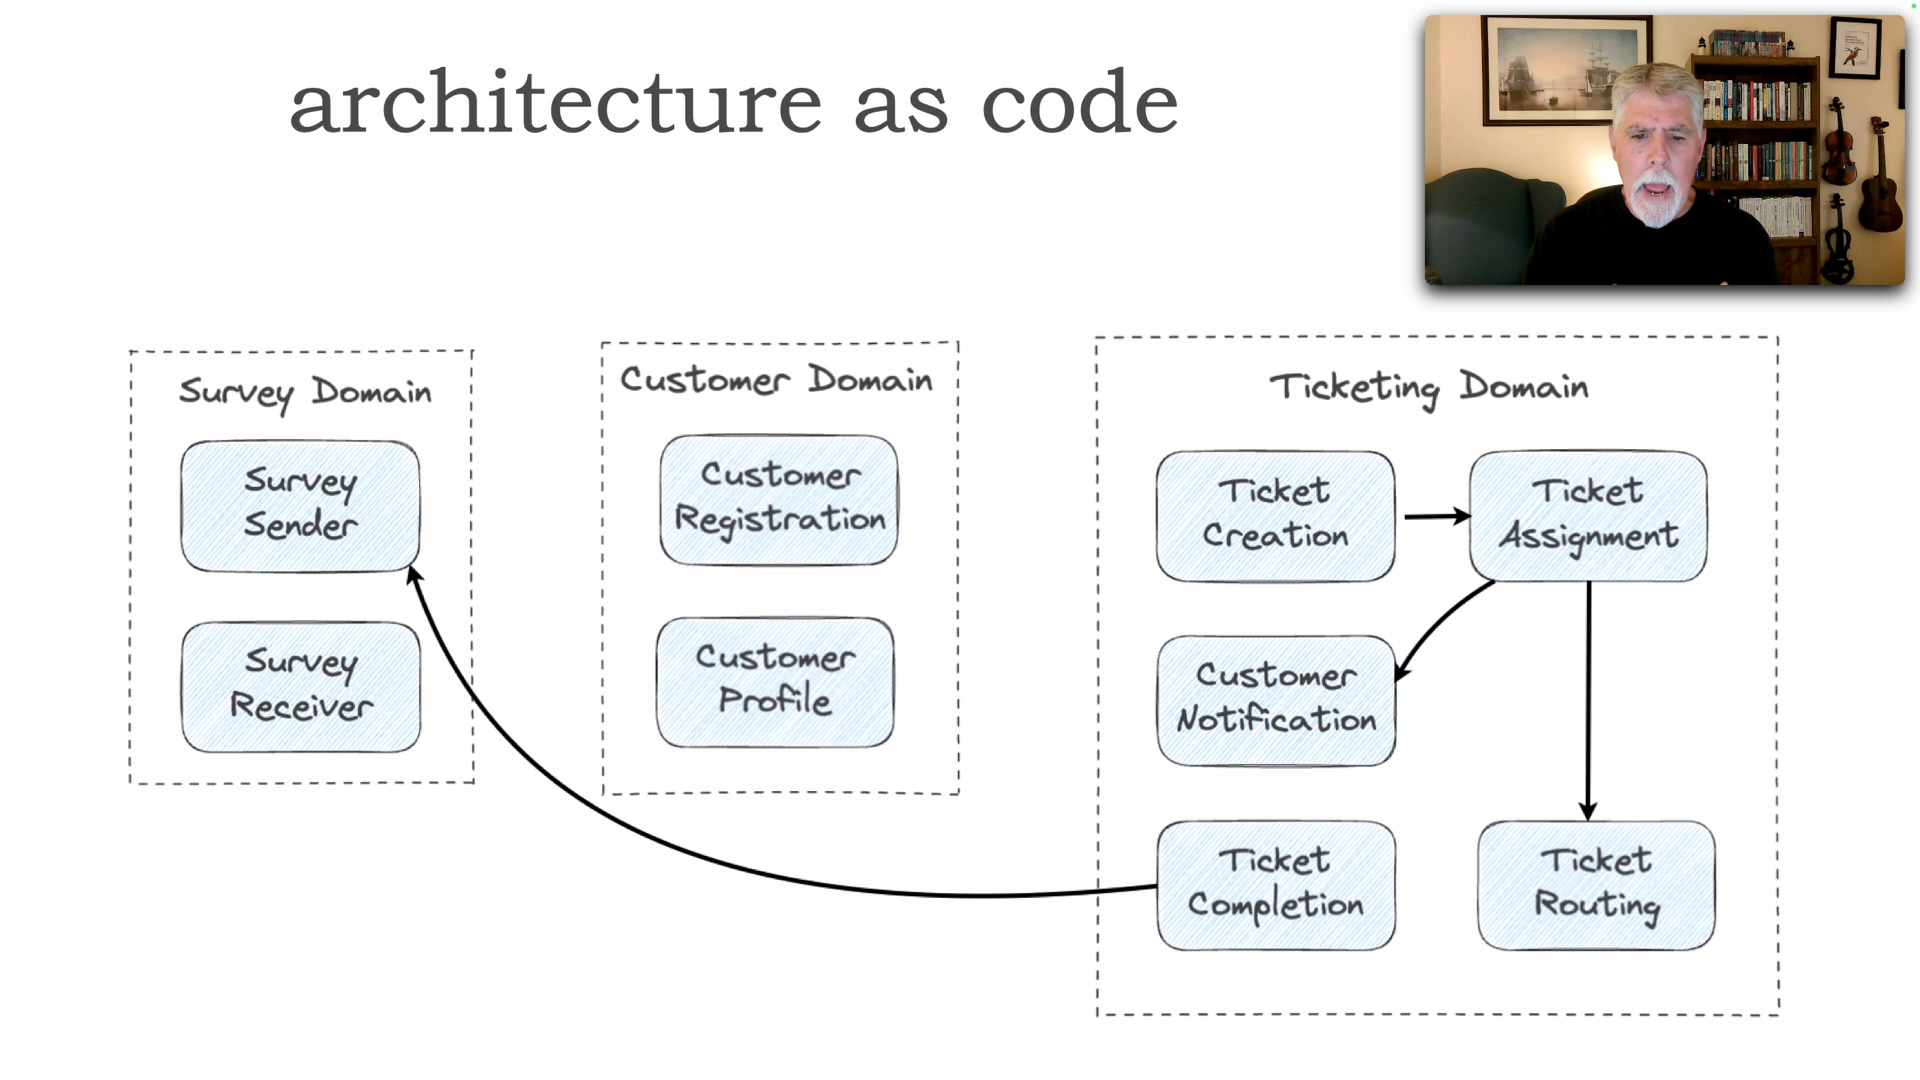 architecture as code
Survey Domain
Survey
Sender
Survey
Receiver
Customer Domain
Customer
Registration
Customer
Profile
Ticketing Domain
Ticket
Creation
Ticket
Assignment
Customer
Notification
Ticket
Completion
Ticket
Routing